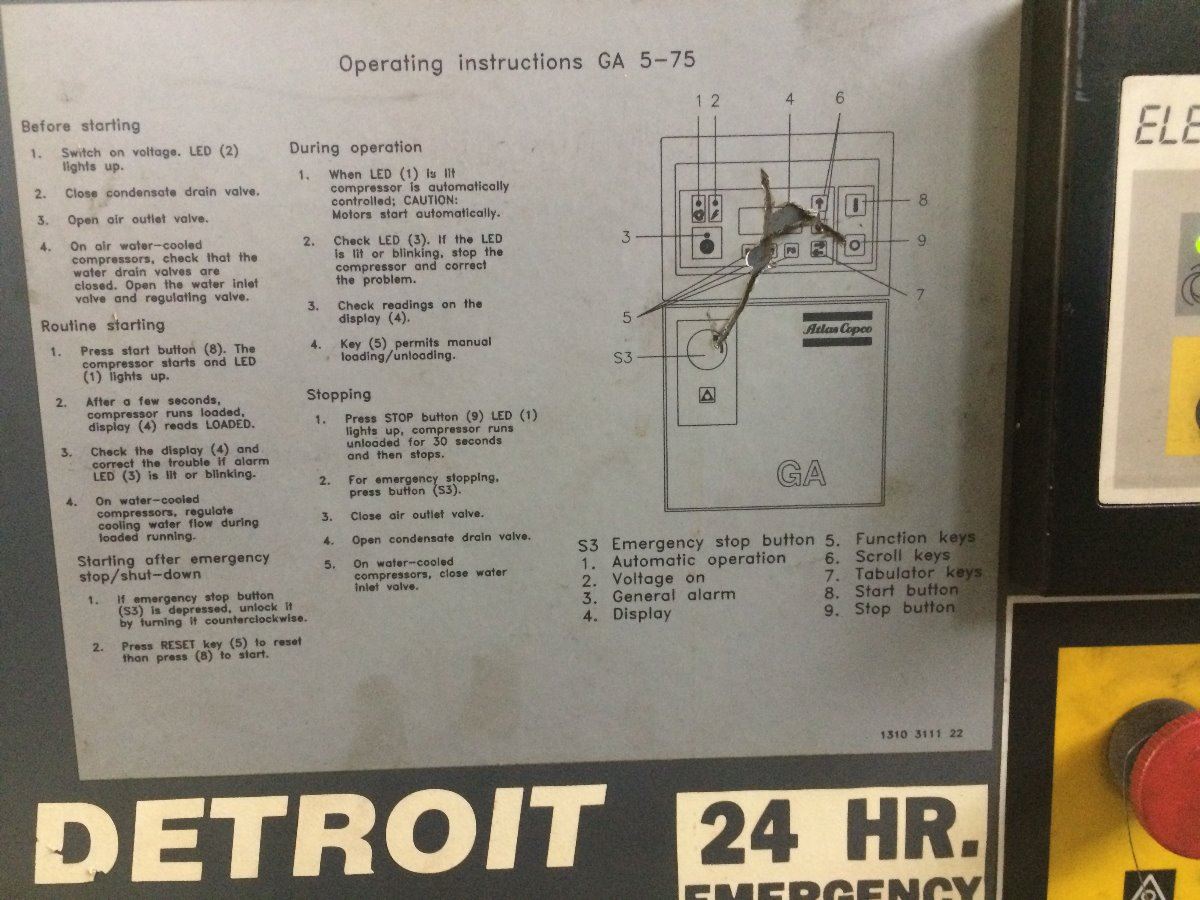 Operating instructions GA 5-75
Before starting
1. Switch on voltage. LED (2)
lights up.
2. Close condensate drain valve.
3. Open air outlet valve.
4. On air water-cooled
compressors, check that the
water drain valves are
closed. Open the water inlet
valve and regulating valve.
Routine starting
1. Press start button (8). The
compressor starts and LED
(1) lights up.
2. After a few seconds,
compressor runs loaded,
display (4) reads LOADED.
3. Check the display (4) and
correct the trouble if alarm
LED (3) is lit or blinking.
4. On water-cooled
compressors, regulate
cooling water flow during
loaded running.
Starting after emergency
stop/shut-down
1. If emergency stop button
(S3) is depressed, unlock it
by turning it counterclockwise.
2. Press RESET key (5) to reset
than press (8) to start.
During operation
1. When LED (1) is lit
compressor is automatically
controlled; CAUTION:
Motors start automatically.
2. Check LED (3). If the LED
is lit or blinking, stop the
compressor and correct
the problem.
3. Check readings on the
display (4).
4. Key (5) permits manual
loading/unloading.
Stopping
1. Press STOP button (9) LED (1)
lights up, compressor runs
unloaded for 30 seconds
and then stops.
2. For emergency stopping,
press button (S3).
3. Close air outlet valve.
4. Open condensate drain valve.
5. On water-cooled
compressors, close water
inlet valve.
1 2 4 6
8
3 9
7
5
S3
Atlas Copco
GA
S3 Emergency stop button
1. Automatic operation
2. Voltage on
3. General alarm
4. Display
5. Function keys
6. Scroll keys
7. Tabulator keys
8. Start button
9. Stop button
1310 3111 22
DETROIT
24 HR.
EMERGENCY